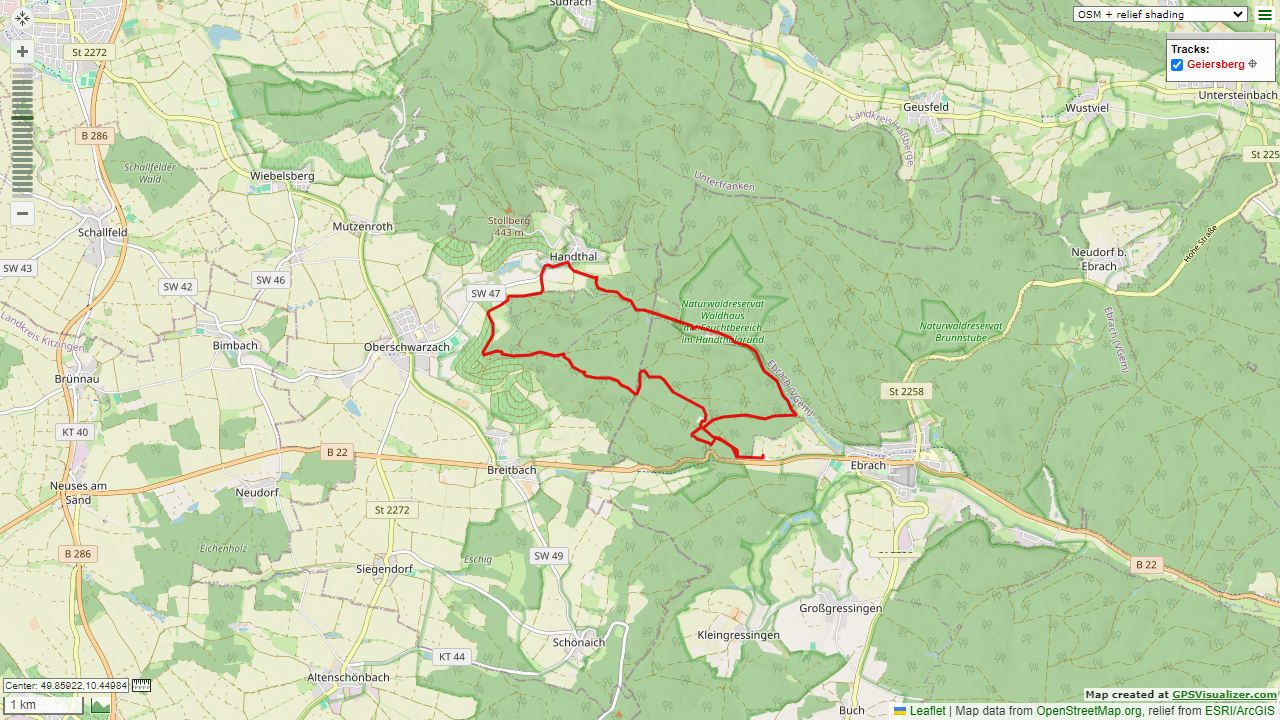 Sudrach
OSM + relief shading
St 2272
Tracks:
Geiersberg
Untersteinbach
Geusfeld
Wustviel
Landkreis Haßberge
B 286
St 225
Schallfelder
Wald
Wiebelsberg
Unterfranken
Stollberg
443 m
Mutzenroth
Schallfeld
Handthal
Hohe Straße
Neudorf b.
Ebrach
SW 43
SW 46
SW 42
SW 47
Naturwaldreservat
Waldhaus
mit Feuchtbereich
im Handthalgrund
Naturwaldreservat
Brunnstube
Ebrach (VGem)
Landkreis Kitzingen
Bimbach
Oberschwarzach
Brünnau
Ebrach (VGem)
St 2258
KT 40
B 22
Breitbach
Ebrach
Neuses am
Sand
Neudorf
St 2272
Eichenholz
B 286
Eschig
SW 49
B 22
Siegendorf
Großgressingen
Kleingressingen
Schönaich
KT 44
Altenschönbach
Center: 49.85922,10.44984
1 km
Map created at GPSVisualizer.com
Buch
Leaflet | Map data from OpenStreetMap.org, relief from ESRI/ArcGIS